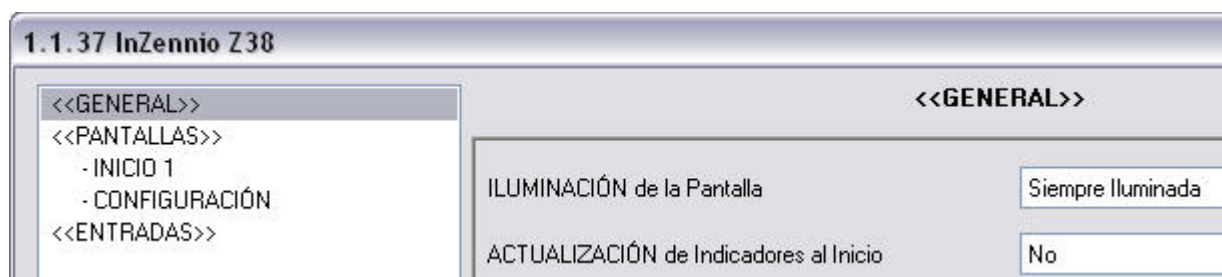 1.1.37 InZennio Z38
<<GENERAL>>
<<PANTALLAS>>
- INICIO 1
- CONFIGURACIÓN
<<ENTRADAS>>
<<GENERAL>>
ILUMINACIÓN de la Pantalla
Siempre Iluminada
ACTUALIZACIÓN de Indicadores al Inicio
No